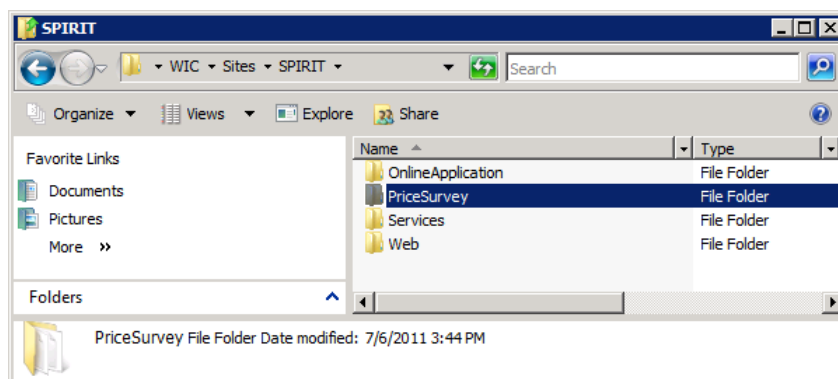 SPIRIT
WIC Sites SPIRIT Search
Organize Views Explore Share
Favorite Links
Documents
Pictures
More »
Folders
Name Type
OnlineApplication File Folder
PriceSurvey File Folder
Services File Folder
Web File Folder
PriceSurvey File Folder Date modified: 7/6/2011 3:44 PM